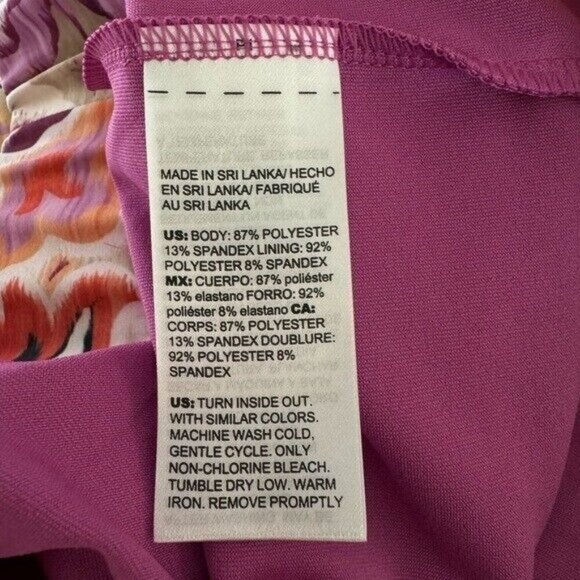 MADE IN SRI LANKA/ HECHO
EN SRI LANKA/ FABRIQUÉ
AU SRI LANKA
US: BODY: 87% POLYESTER
13% SPANDEX LINING: 92%
POLYESTER 8% SPANDEX
MX: CUERPO: 87% poliéster
13% elastano FORRO: 92%
poliéster 8% elastano CA:
CORPS: 87% POLYESTER
13% SPANDEX DOUBLURE:
92% POLYESTER 8%
SPANDEX
US: TURN INSIDE OUT.
WITH SIMILAR COLORS.
MACHINE WASH COLD,
GENTLE CYCLE. ONLY
NON-CHLORINE BLEACH.
TUMBLE DRY LOW. WARM
IRON. REMOVE PROMPTLY